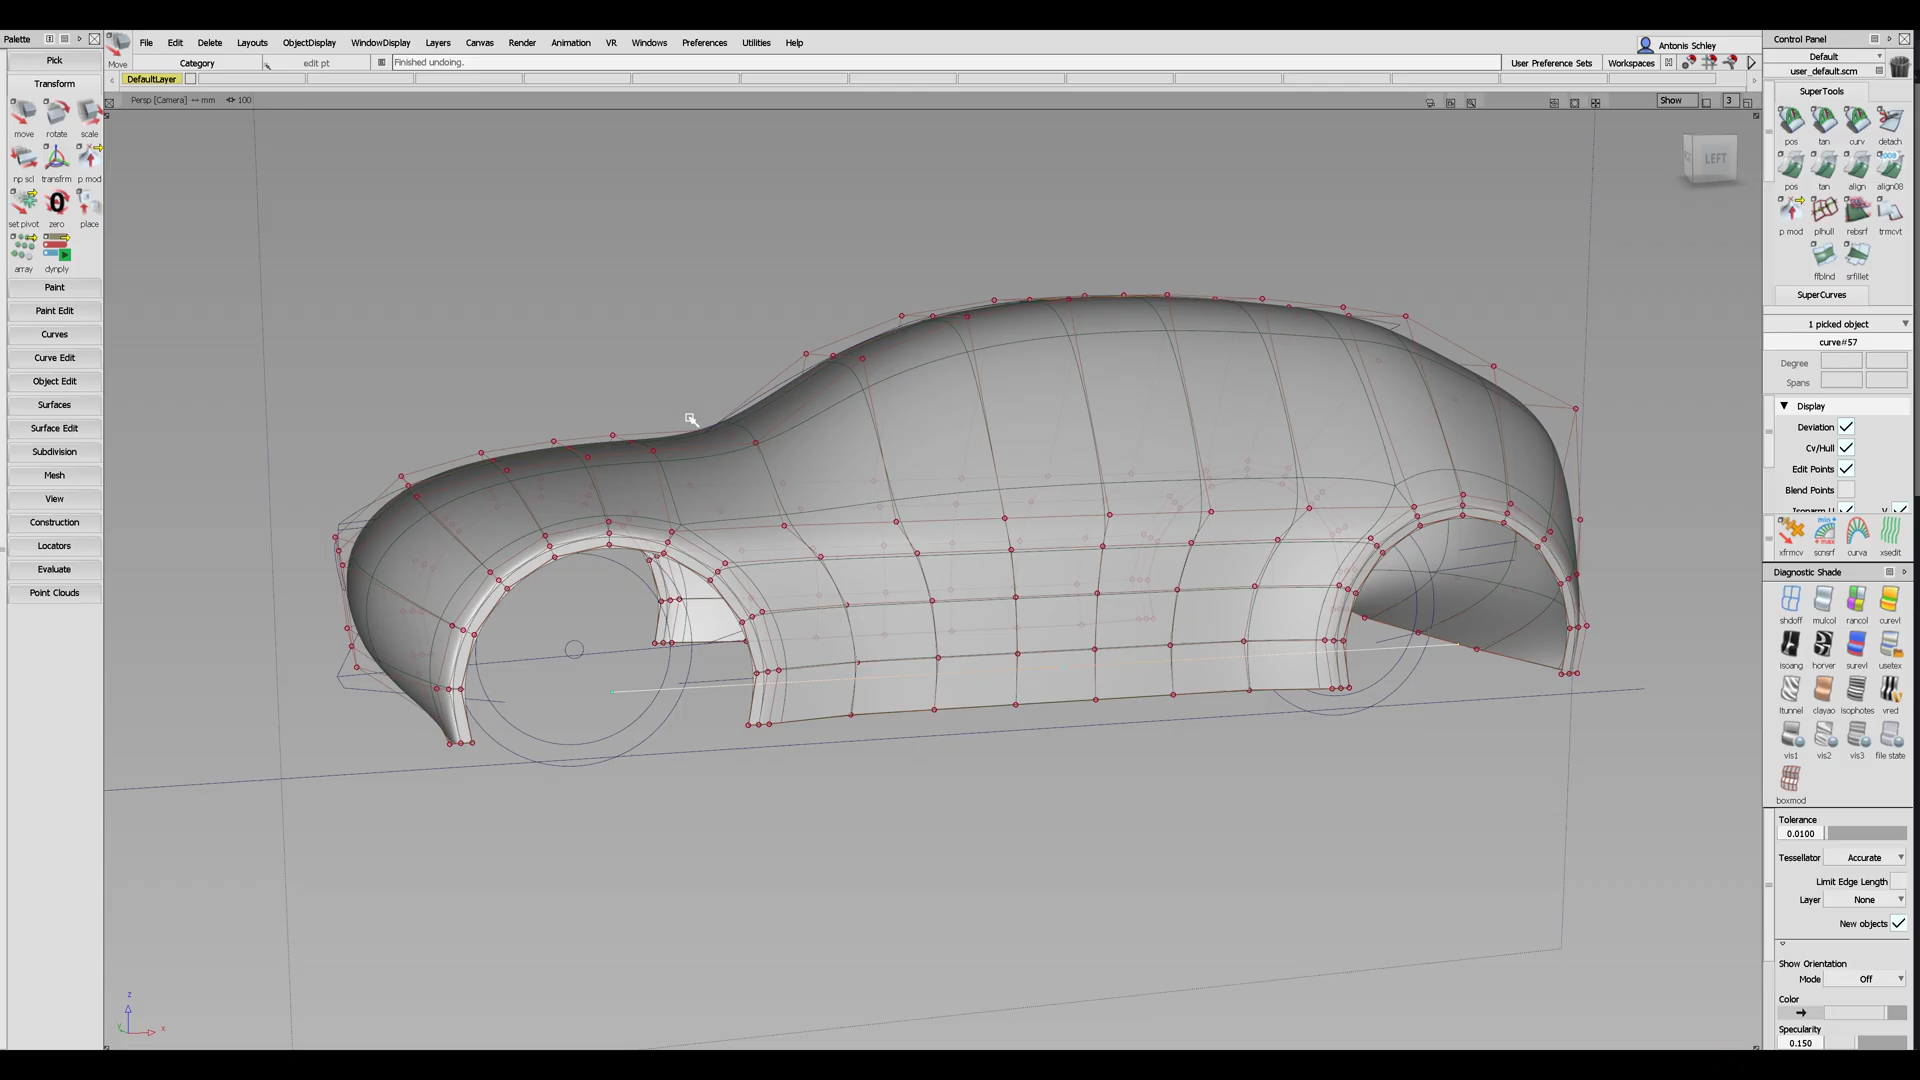 Palette
Pick
Transform
move rotate scale
np scl transfrm p mod
set pivot zero place
array dynply
Paint
Paint Edit
Curves
Curve Edit
Object Edit
Surfaces
Surface Edit
Subdivision
Mesh
View
Construction
Locators
Evaluate
Point Clouds
Move
File Edit Delete Layouts ObjectDisplay WindowDisplay Layers Canvas Render Animation VR Windows Preferences Utilities Help
Antonis Schley
Category edit pt Finished undoing. User Preference Sets Workspaces
DefaultLayer
Persp [Camera] mm 100
Show 3
LEFT
z
y x
Control Panel
Default
user_default.scm
SuperTools
pos tan curv detach
pos tan align align08
p mod plhull rebsrf trmcvt
ffblnd srfillet
SuperCurves
1 picked object
curve#57
Degree
Spans
Display
Deviation
Cv/Hull
Edit Points
Blend Points
xfrmcv scnsrf curva xsedit
Diagnostic Shade
shdoff mulcol rancol curevl
isoang horver surevl usetex
ltunnel clayao isophotes vred
vis1 vis2 vis3 file state
boxmod
Tolerance
0.0100
Tessellator Accurate
Limit Edge Length
Layer None
New objects
Show Orientation
Mode Off
Color
Specularity
0.150